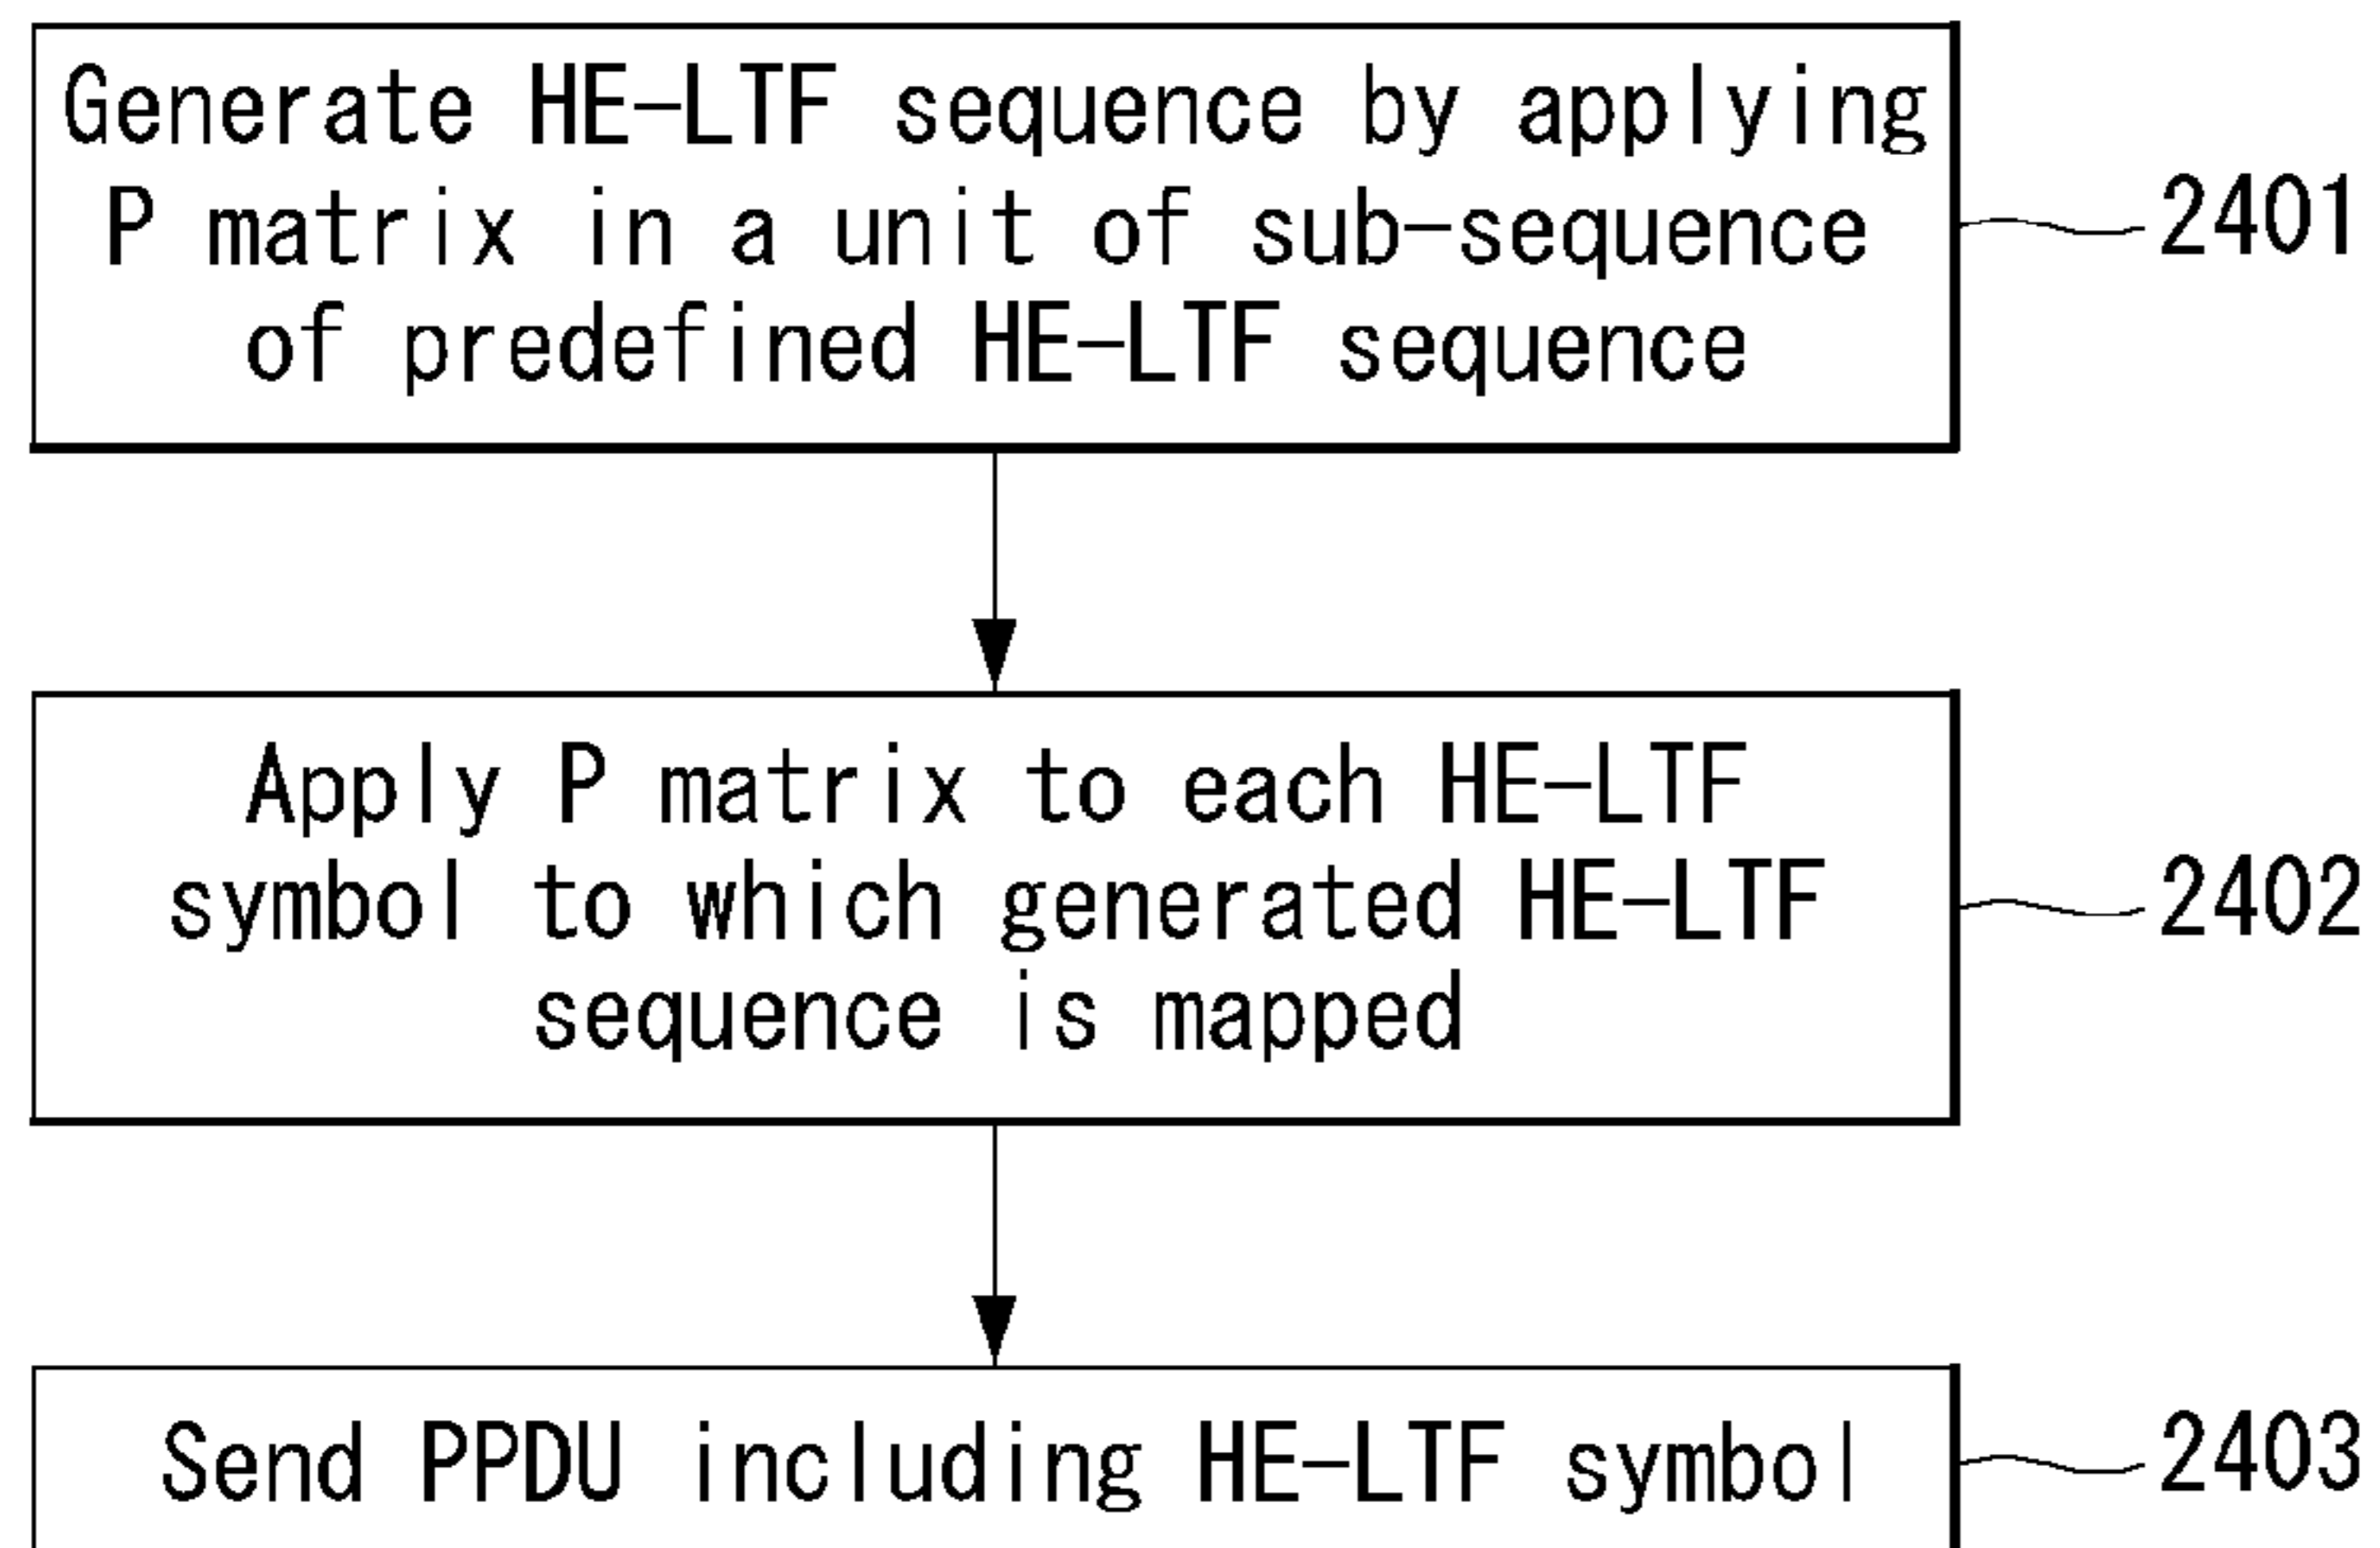 Generate HE-LTF sequence by applying
P matrix in a unit of sub-sequence
of predefined HE-LTF sequence
2401
Apply P matrix to each HE-LTF
symbol to which generated HE-LTF
sequence is mapped
2402
Send PPDU including HE-LTF symbol
2403